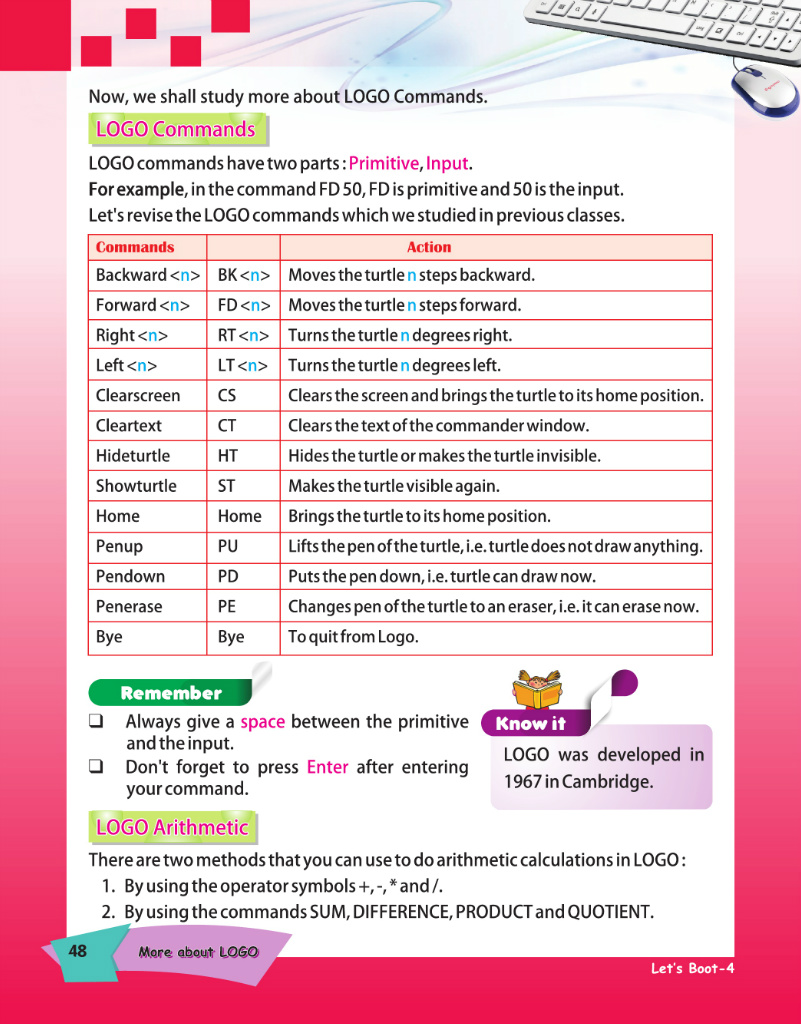 Now, we shall study more about LOGO Commands.
LOGO Commands
LOGO commands have two parts : Primitive, Input.
For example, in the command FD 50, FD is primitive and 50 is the input.
Let's revise the LOGO commands which we studied in previous classes.
Commands Action
Backward <n> BK <n> Moves the turtle n steps backward.
Forward <n> FD <n> Moves the turtle n steps forward.
Right <n> RT <n> Turns the turtle n degrees right.
Left <n> LT <n> Turns the turtle n degrees left.
Clearscreen CS Clears the screen and brings the turtle to its home position.
Cleartext CT Clears the text of the commander window.
Hideturtle HT Hides the turtle or makes the turtle invisible.
Showturtle ST Makes the turtle visible again.
Home Home Brings the turtle to its home position.
Penup PU Lifts the pen of the turtle, i.e. turtle does not draw anything.
Pendown PD Puts the pen down, i.e. turtle can draw now.
Penerase PE Changes pen of the turtle to an eraser, i.e. it can erase now.
Bye Bye To quit from Logo.
Remember
❑ Always give a space between the primitive
and the input.
❑ Don't forget to press Enter after entering
your command.
Know it
LOGO was developed in
1967 in Cambridge.
LOGO Arithmetic
There are two methods that you can use to do arithmetic calculations in LOGO :
1. By using the operator symbols +, -, * and /.
2. By using the commands SUM, DIFFERENCE, PRODUCT and QUOTIENT.
48 More about LOGO
Let's Boot-4